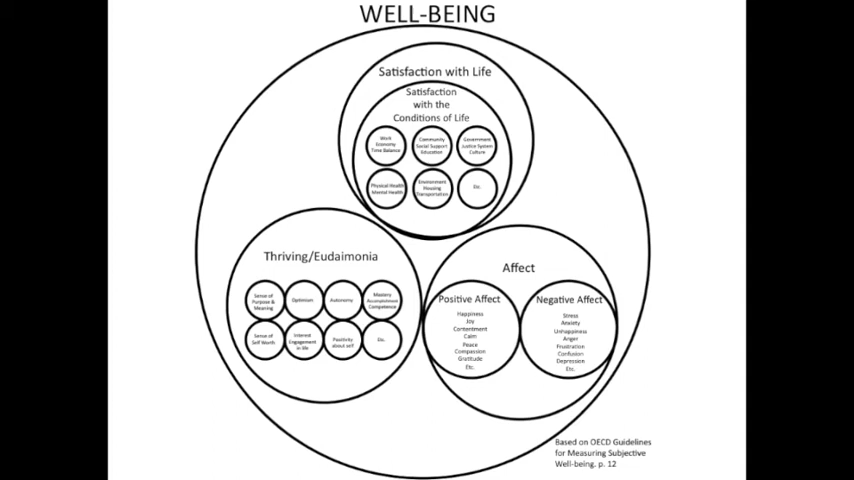 WELL-BEING
Satisfaction with Life
Satisfaction
with the
Conditions of Life
Work
Economy
Time Balance
Community
Social Support
Education
Government
Justice System
Culture
Physical Health
Mental Health
Environment
Housing
Transportation
Etc.
Thriving/Eudaimonia
Sense of
Purpose &
Meaning
Optimism
Autonomy
Mastery
Accomplishment
Competence
Sense of
Self Worth
Interest
Engagement
in life
Positivity
about self
Etc.
Affect
Positive Affect
Happiness
Joy
Contentment
Calm
Peace
Compassion
Gratitude
Etc.
Negative Affect
Stress
Anxiety
Unhappiness
Anger
Frustration
Confusion
Depression
Etc.
Based on OECD Guidelines
for Measuring Subjective
Well-being. p. 12